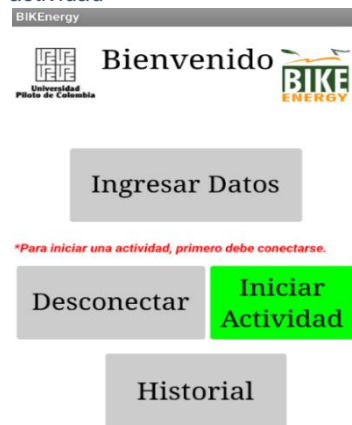 actividad
BIKEnergy
Bienvenido
Universidad
Piloto de Colombia
BIKE
ENERGY
Ingresar Datos
*Para iniciar una actividad, primero debe conectarse.
Desconectar
Iniciar
Actividad
Historial